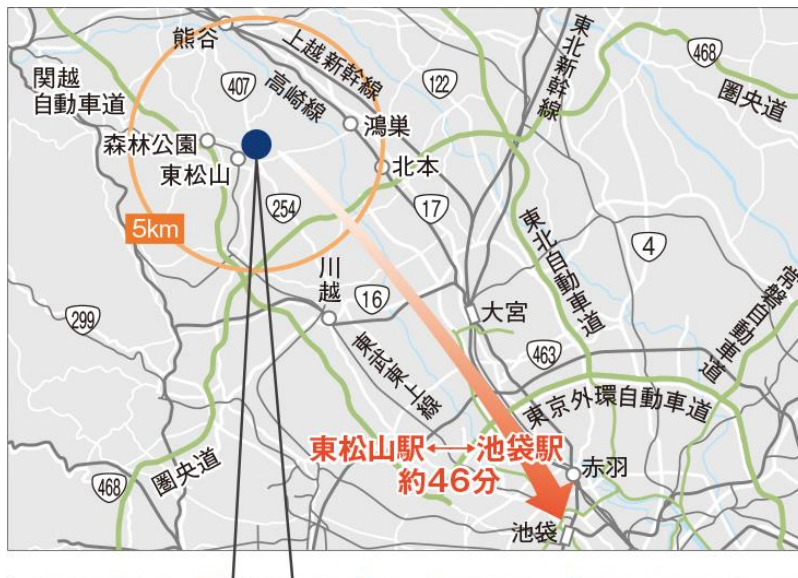 熊谷
上越新幹線
高崎線
122
東北新幹線
468
圏央道
関越
自動車道
407
鴻巣
森林公園
東松山
北本
254
17
5km
川越
16
大宮
4
東北自動車道
常磐自動車道
299
東武東上線
463
東京外環自動車道
東松山駅⟷池袋駅
約46分
赤羽
468
圏央道
池袋